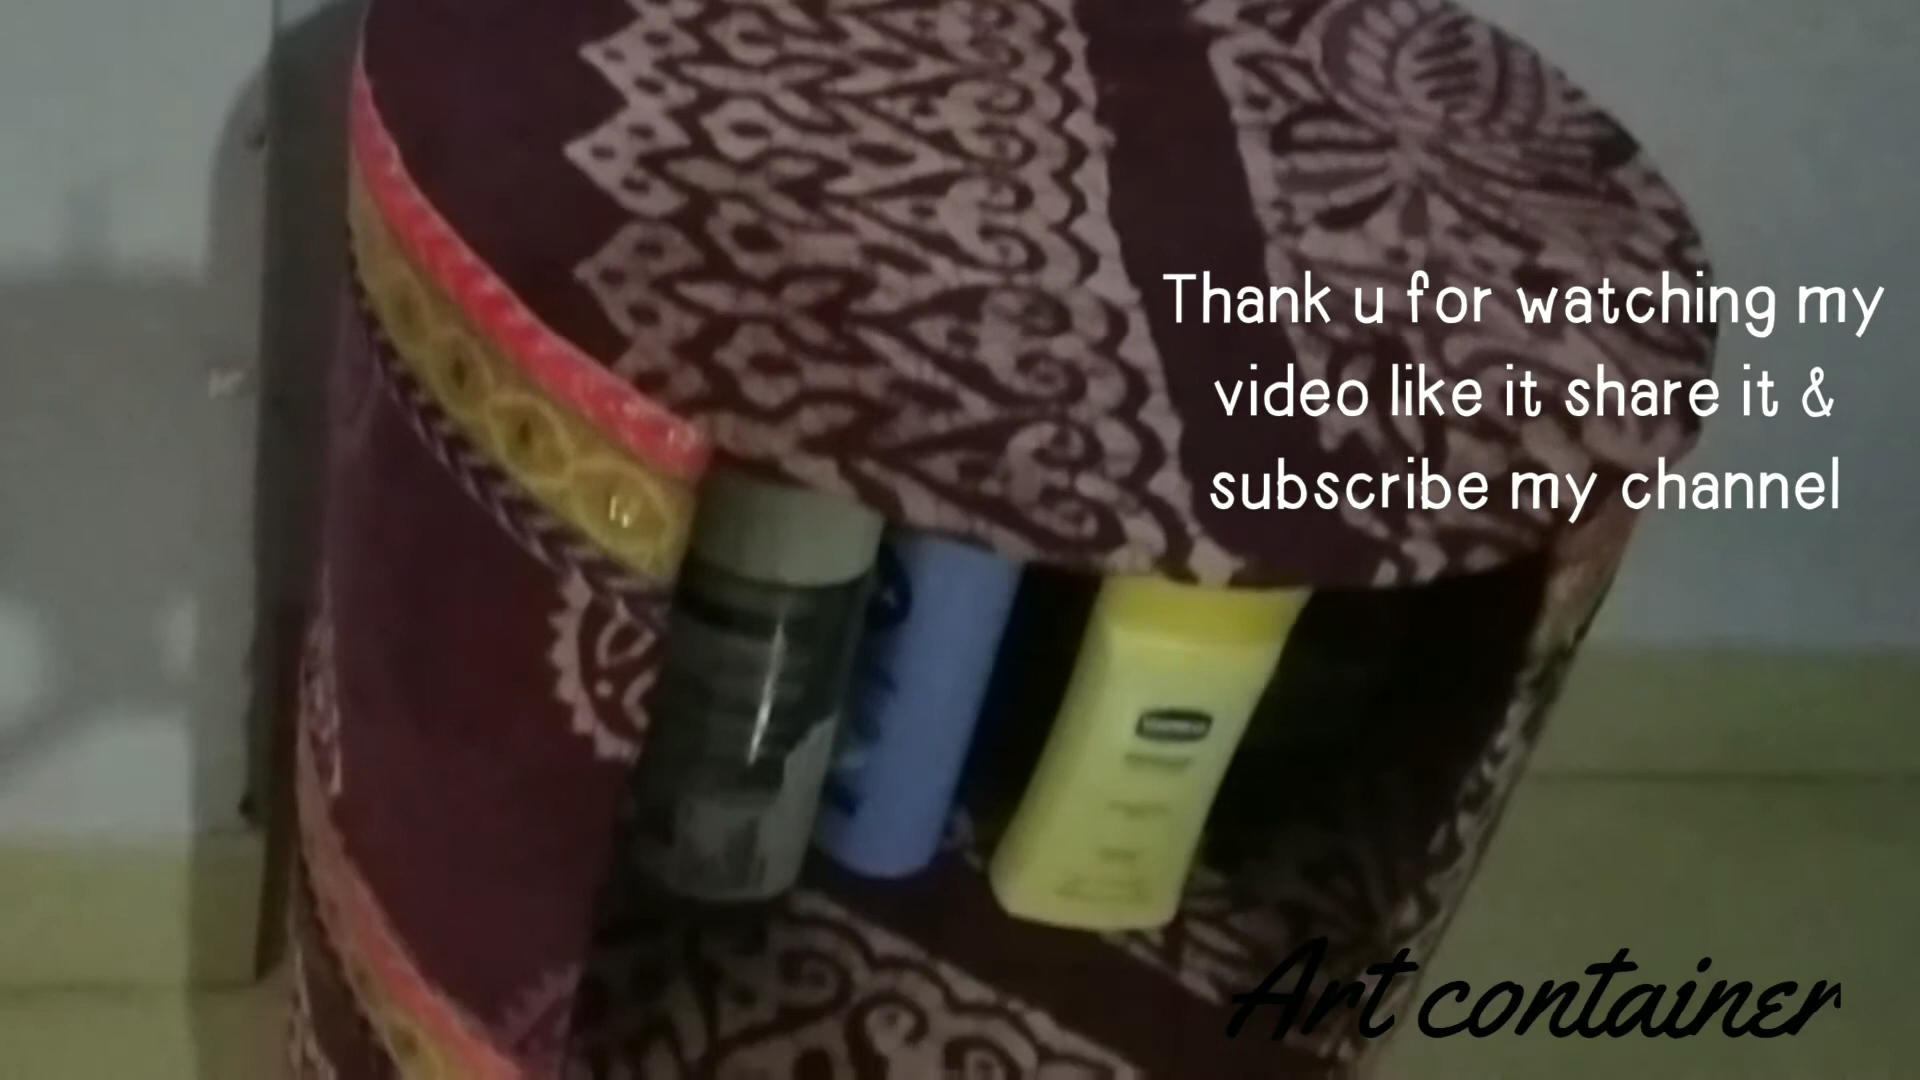 Thank u for watching my
video like it share it &
subscribe my channel
Art container